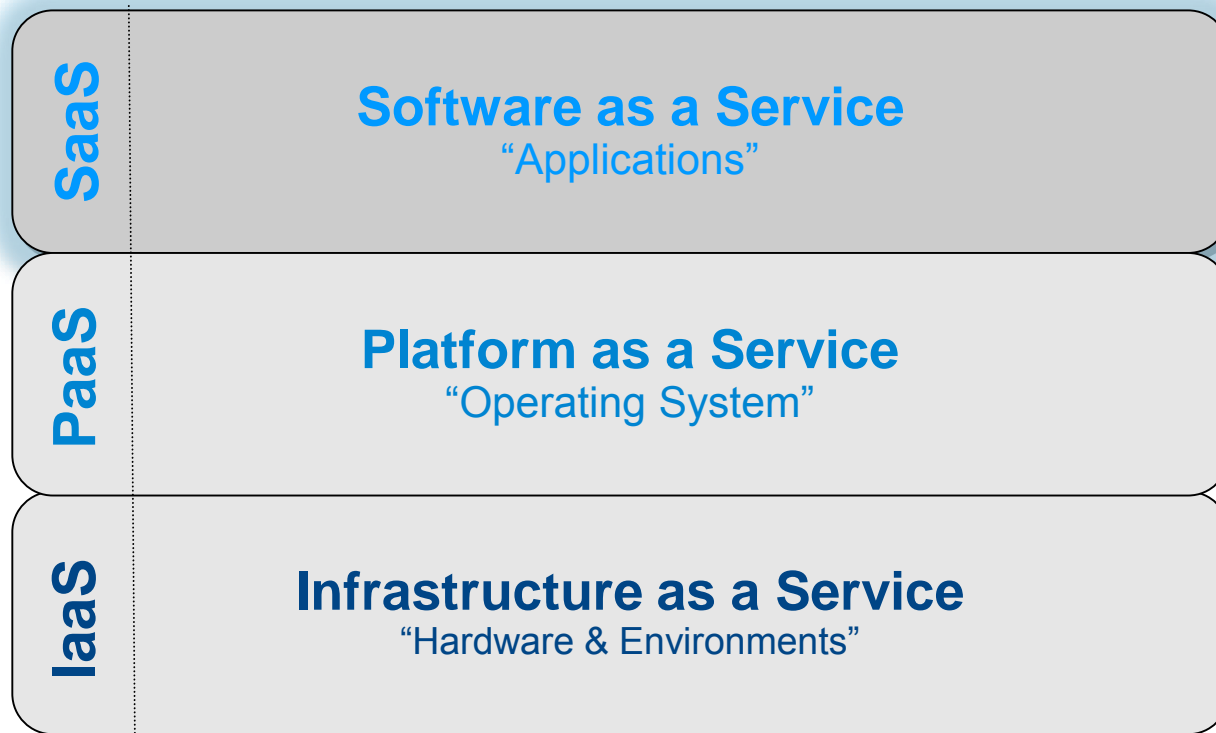 SaaS
Software as a Service
“Applications”
PaaS
Platform as a Service
“Operating System”
IaaS
Infrastructure as a Service
“Hardware & Environments”